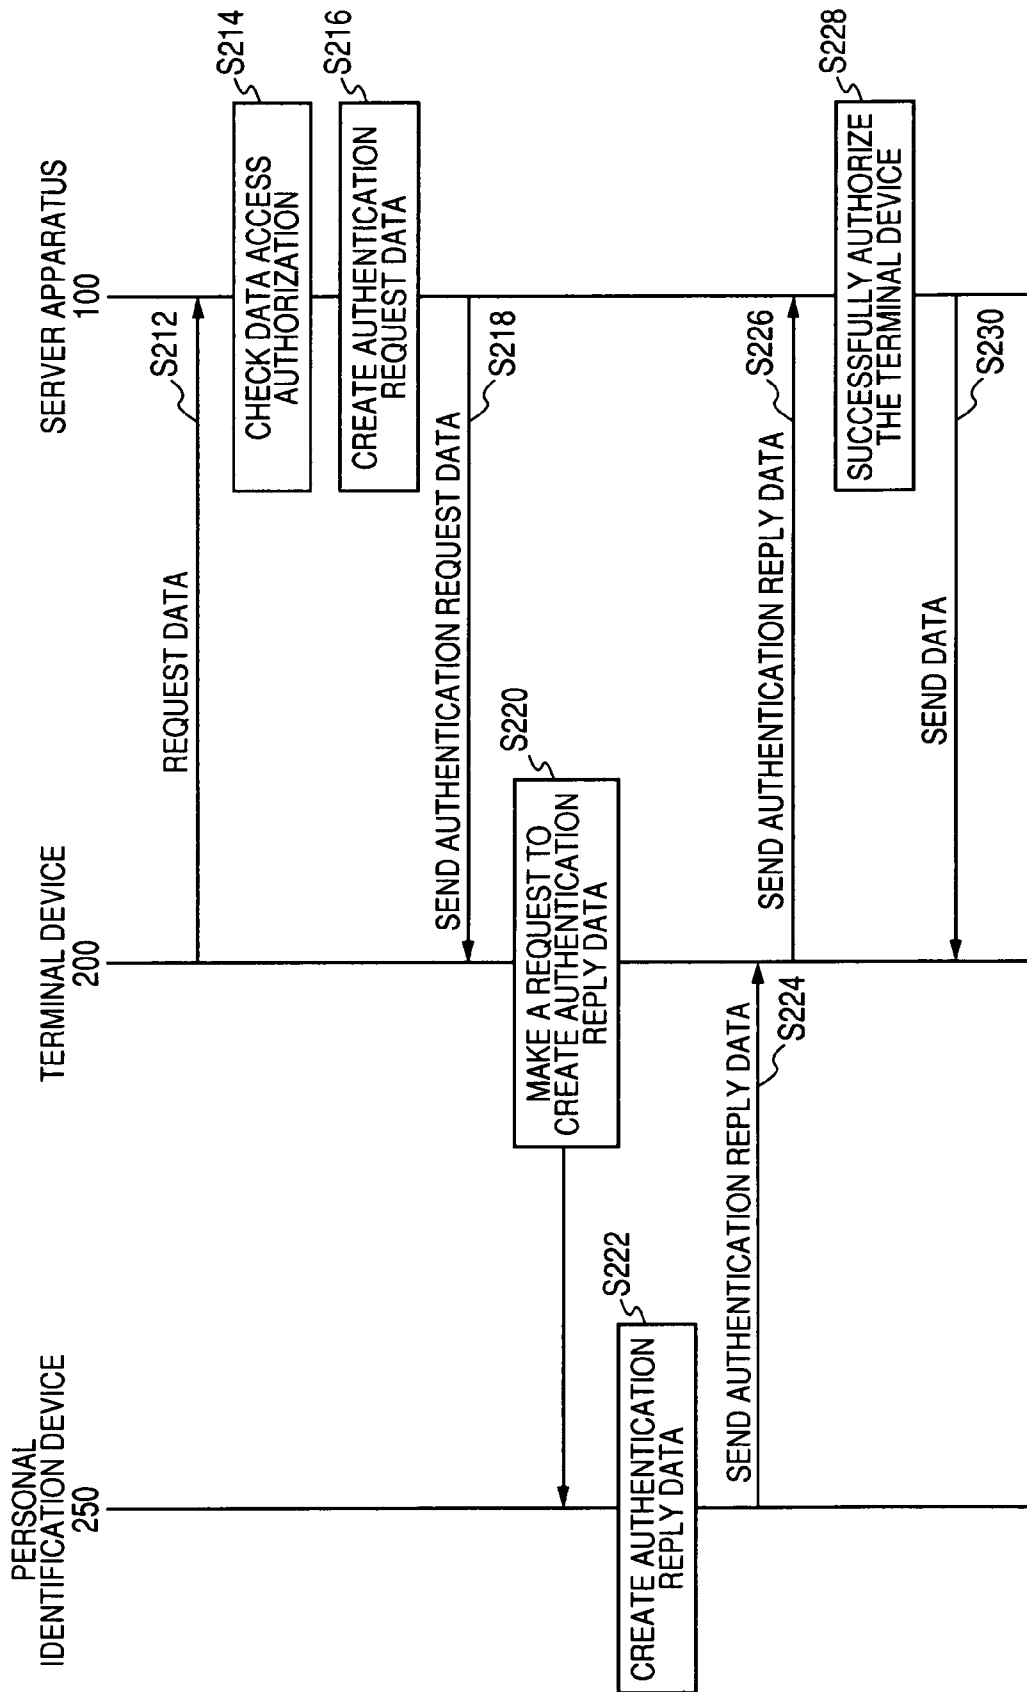 PERSONAL
IDENTIFICATION DEVICE
250
TERMINAL DEVICE
200
SERVER APPARATUS
100
REQUEST DATA
S212
CHECK DATA ACCESS
AUTHORIZATION
S214
CREATE AUTHENTICATION
REQUEST DATA
S216
SEND AUTHENTICATION REQUEST DATA
S218
MAKE A REQUEST TO
CREATE AUTHENTICATION
REPLY DATA
S220
CREATE AUTHENTICATION
REPLY DATA
S222
SEND AUTHENTICATION REPLY DATA
S224
SEND AUTHENTICATION REPLY DATA
S226
SUCCESSFULLY AUTHORIZE
THE TERMINAL DEVICE
S228
SEND DATA
S230